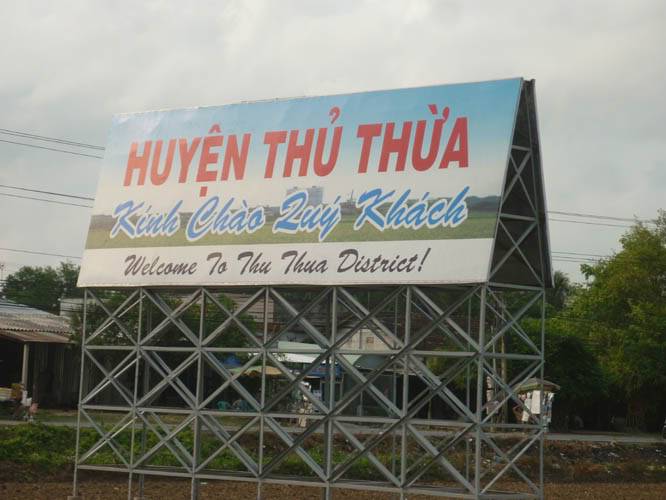 HUYỆN THỦ THỪA
Kính Chào Quý Khách
Welcome To Thu Thua District!